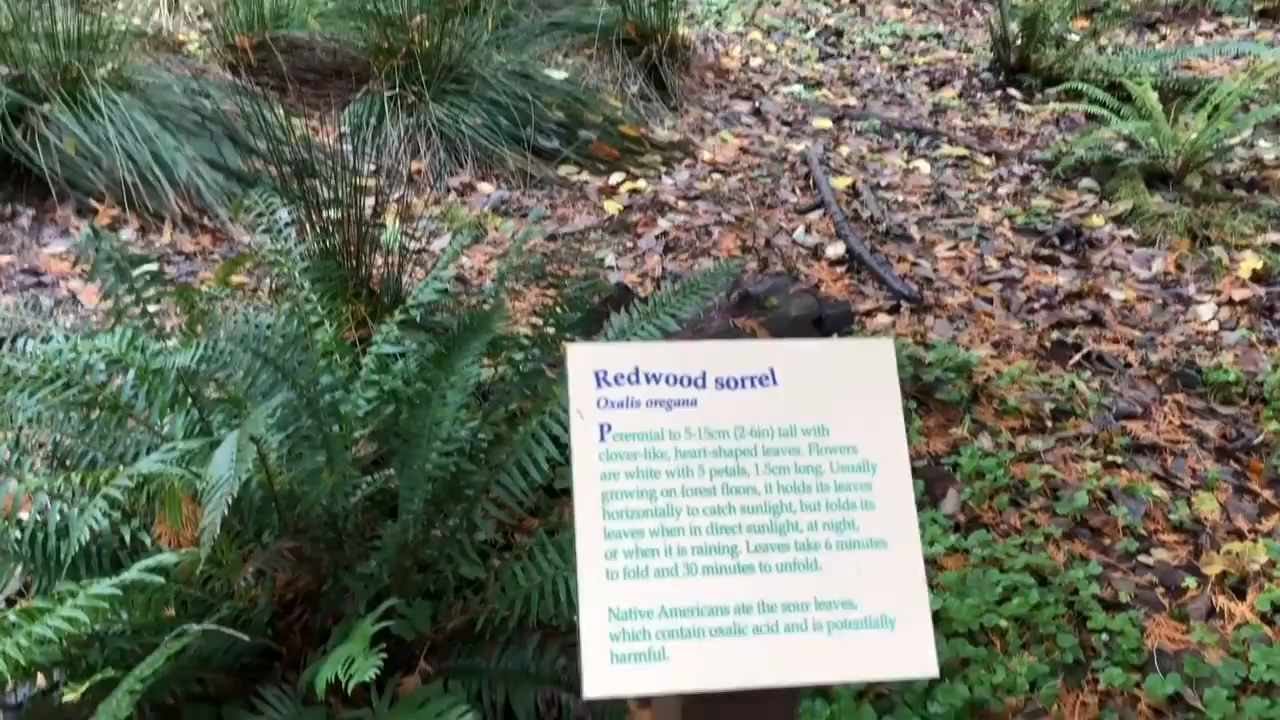 Redwood sorrel
Oxalis oregana
Perennial to 5-15cm (2-6in) tall with
clover-like, heart-shaped leaves. Flowers
are white with 5 petals, 1.5cm long. Usually
growing on forest floors, it holds its leaves
horizontally to catch sunlight, but folds its
leaves when in direct sunlight, at night,
or when it is raining. Leaves take 6 minutes
to fold and 30 minutes to unfold.
Native Americans ate the sour leaves,
which contain oxalic acid and is potentially
harmful.